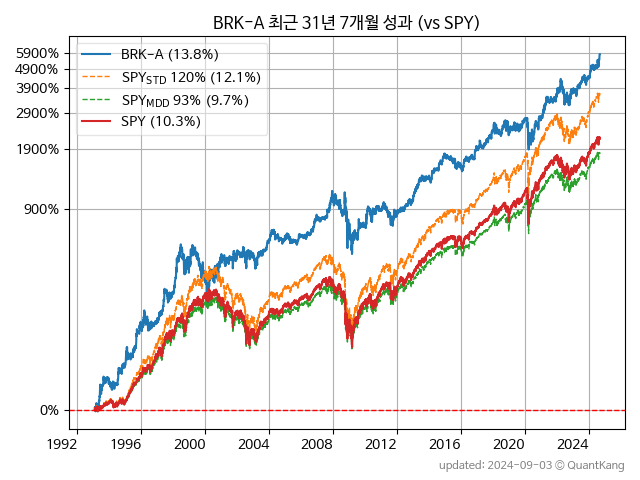 BRK-A 최근 31년 7개월 성과 (vs SPY)
BRK-A (13.8%)
SPYSTD 120% (12.1%)
SPYMDD 93% (9.7%)
SPY (10.3%)
5900%
4900%
3900%
2900%
1900%
900%
0%
1992 1996 2000 2004 2008 2012 2016 2020 2024
updated: 2024-09-03 © QuantKang